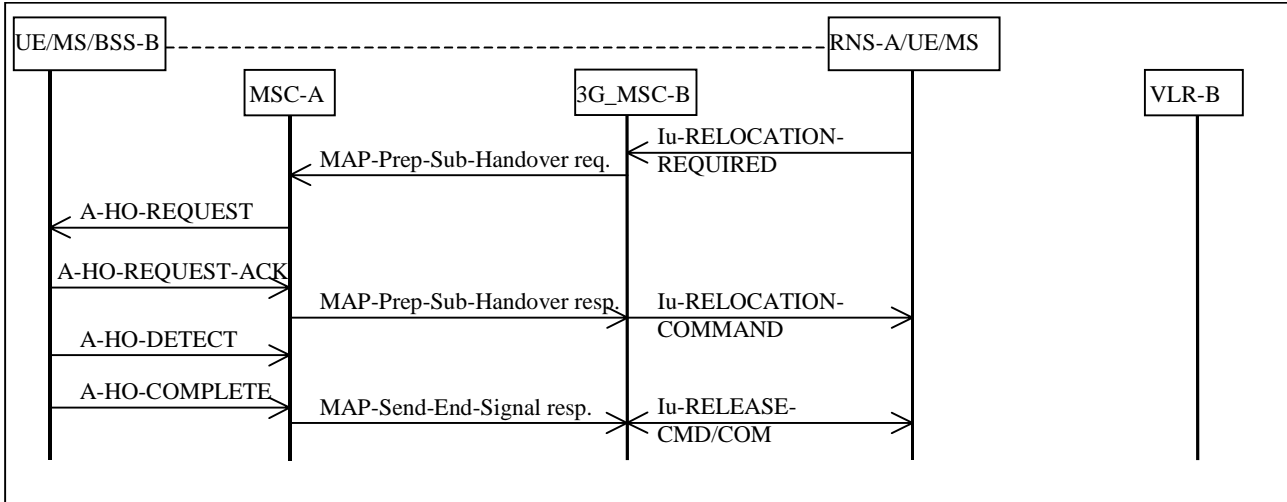 UE/MS/BSS-B
RNS-A/UE/MS
MSC-A
3G_MSC-B
VLR-B
Iu-RELOCATION-
REQUIRED
MAP-Prep-Sub-Handover req.
A-HO-REQUEST
A-HO-REQUEST-ACK
MAP-Prep-Sub-Handover resp.
Iu-RELOCATION-
COMMAND
A-HO-DETECT
A-HO-COMPLETE
MAP-Send-End-Signal resp.
Iu-RELEASE-
CMD/COM